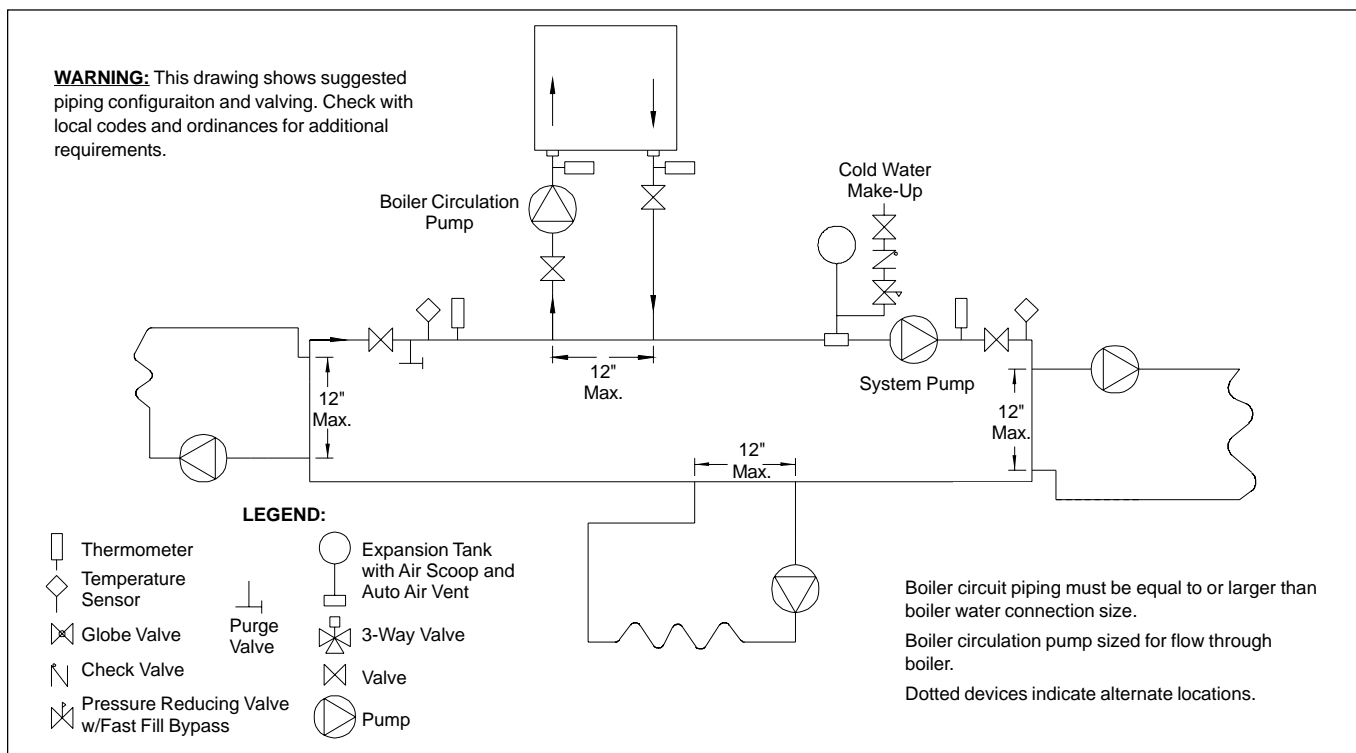 WARNING: This drawing shows suggested
piping configuraiton and valving. Check with
local codes and ordinances for additional
requirements.
Boiler Circulation
Pump
Cold Water
Make-Up
12"
Max.
System Pump
12"
Max.
12"
Max.
12"
Max.
LEGEND:
Thermometer
Temperature
Sensor
Globe Valve
Check Valve
Pressure Reducing Valve
w/Fast Fill Bypass
Purge
Valve
Expansion Tank
with Air Scoop and
Auto Air Vent
3-Way Valve
Valve
Pump
Boiler circuit piping must be equal to or larger than
boiler water connection size.
Boiler circulation pump sized for flow through
boiler.
Dotted devices indicate alternate locations.